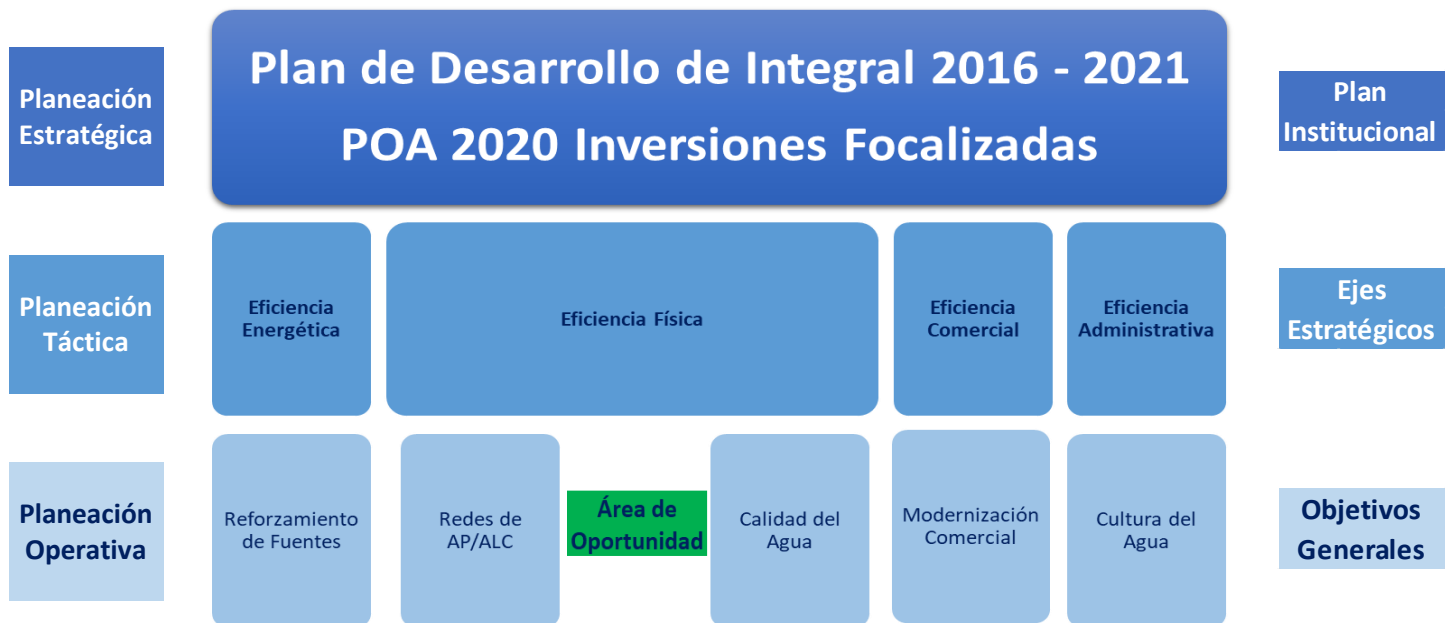 Planeación
Estratégica
Plan de Desarrollo de Integral 2016 - 2021
POA 2020 Inversiones Focalizadas
Plan
Institucional
Planeación
Táctica
Eficiencia
Energética
Eficiencia Física
Eficiencia
Comercial
Eficiencia
Administrativa
Ejes
Estratégicos
Planeación
Operativa
Reforzamiento
de Fuentes
Redes de
AP/ALC
Área de
Oportunidad
Calidad del
Agua
Modernización
Comercial
Cultura del
Agua
Objetivos
Generales